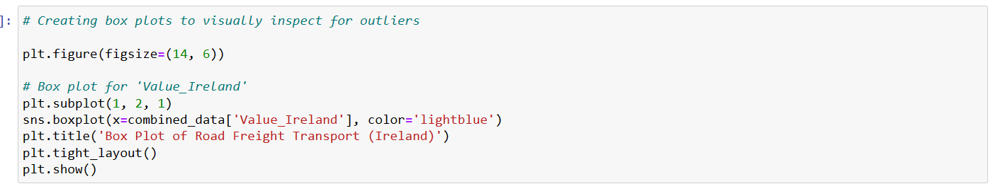 ]:
# Creating box plots to visually inspect for outliers
plt.figure(figsize=(14, 6))
# Box plot for 'Value_Ireland'
plt.subplot(1, 2, 1)
sns.boxplot(x=combined_data['Value_Ireland'], color='lightblue')
plt.title('Box Plot of Road Freight Transport (Ireland)')
plt.tight_layout()
plt.show()